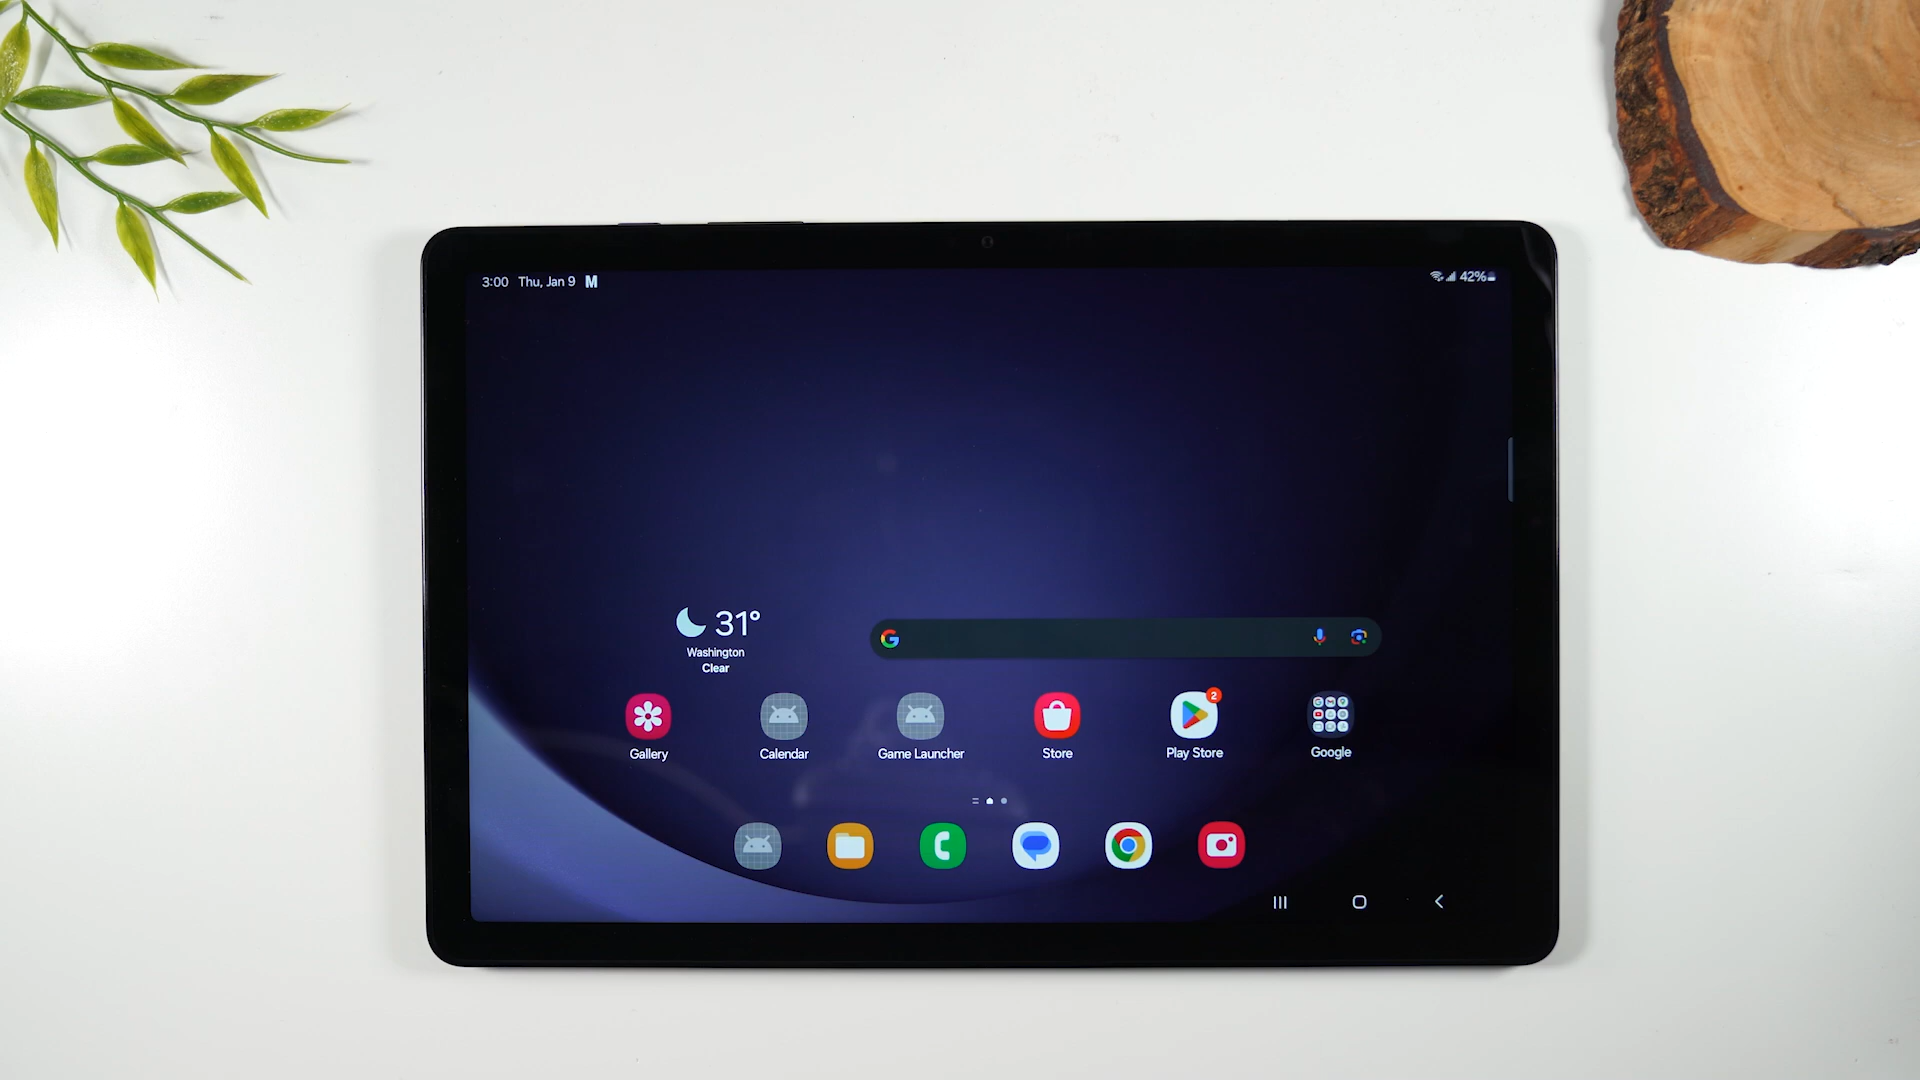 3:00 Thu, Jan 9 M
42%
31°
Washington
Clear
G
Gallery
Calendar
Game Launcher
Store
2
Play Store
Google